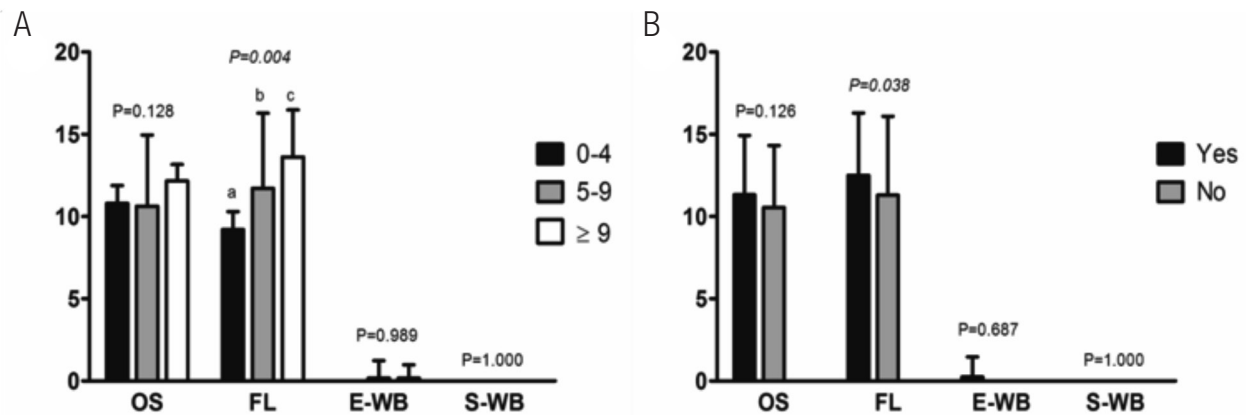 A
20
15
10
5
0
P=0.128
P=0.004
a
b
c
P=0.989
P=1.000
OS
FL
E-WB
S-WB
0-4
5-9
≥ 9
B
20
15
10
5
0
P=0.126
P=0.038
P=0.687
P=1.000
OS
FL
E-WB
S-WB
Yes
No